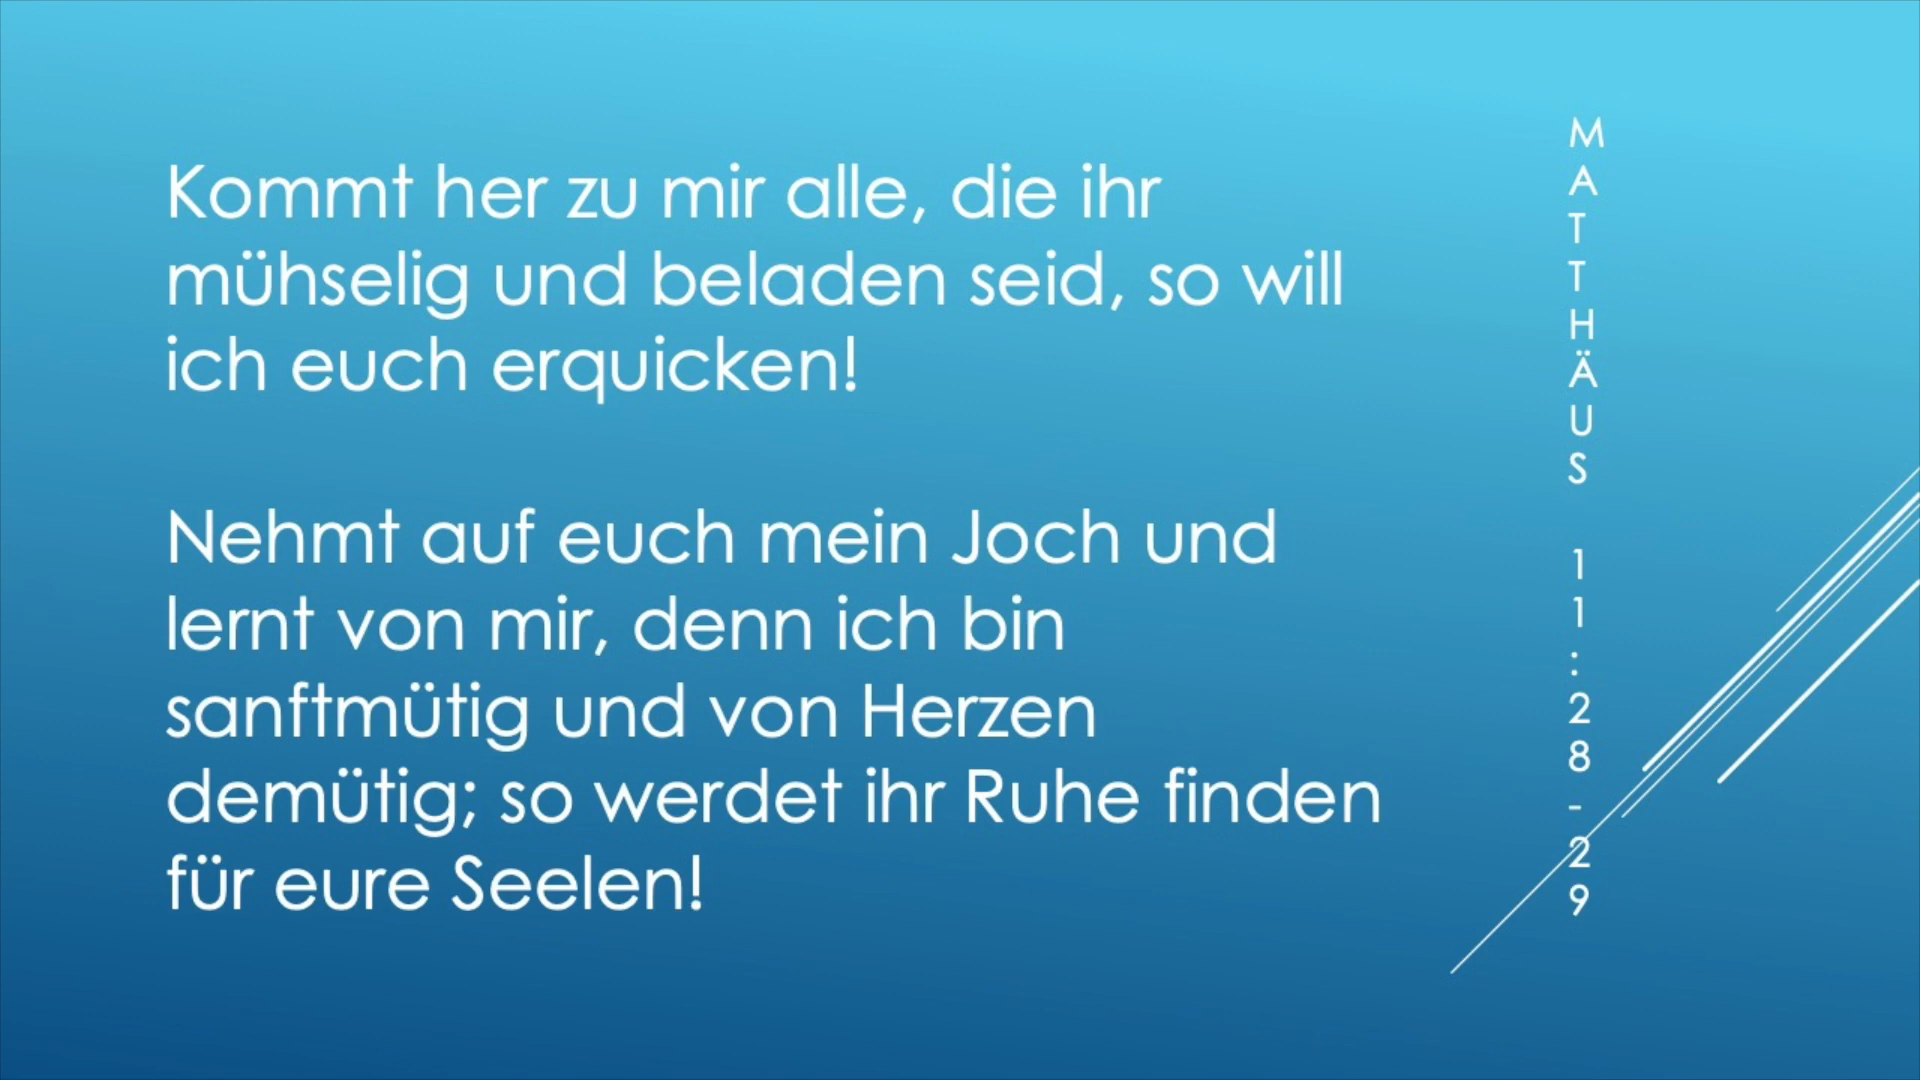 Kommt her zu mir alle, die ihr
mühselig und beladen seid, so will
ich euch erquicken!
Nehmt auf euch mein Joch und
lernt von mir, denn ich bin
sanftmütig und von Herzen
demütig; so werdet ihr Ruhe finden
für eure Seelen!
MATTHÄUS 11:28-29